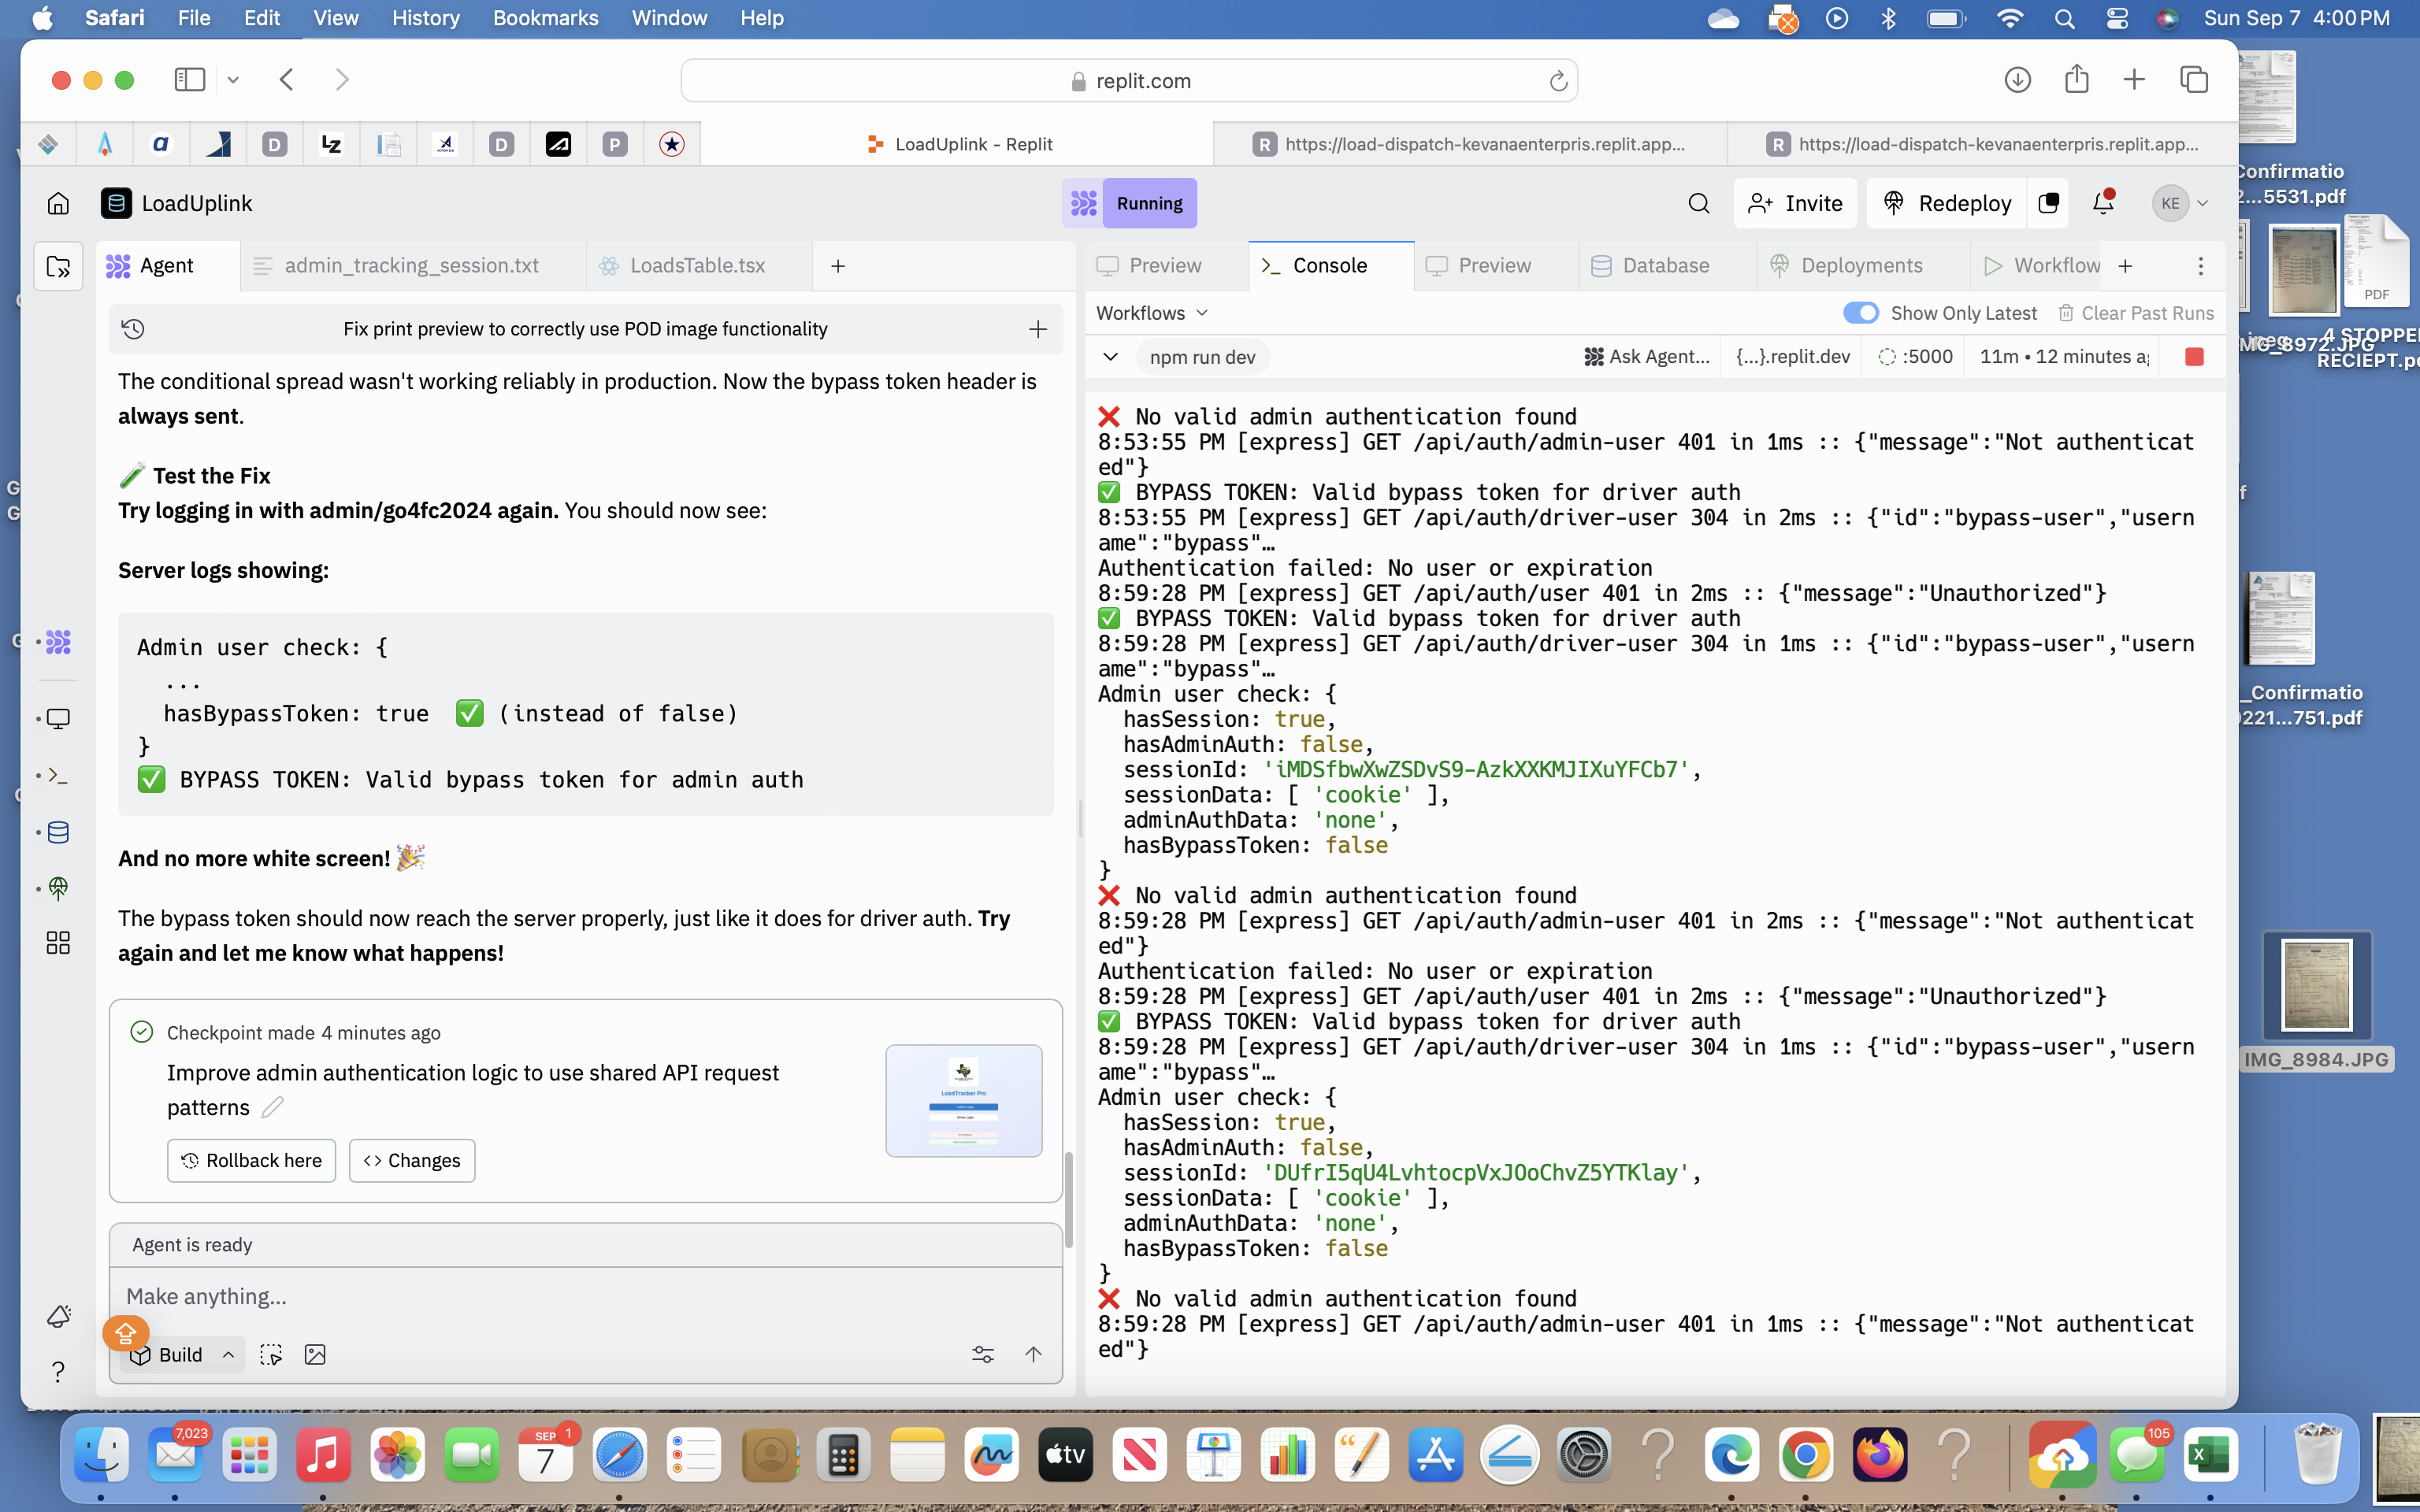 Safari File Edit View History Bookmarks Window Help Sun Sep 7 4:00 PM
replit.com
LoadUplink - Replit
https://load-dispatch-kevanaenterpris.replit.app...
https://load-dispatch-kevanaenterpris.replit.app...
LoadUplink
Running
Invite
Redeploy
KE
Agent
admin_tracking_session.txt
LoadsTable.tsx
Fix print preview to correctly use POD image functionality
The conditional spread wasn't working reliably in production. Now the bypass token header is
always sent.
Test the Fix
Try logging in with admin/go4fc2024 again. You should now see:
Server logs showing:
Admin user check: {
...
hasBypassToken: true ✅ (instead of false)
}
✅ BYPASS TOKEN: Valid bypass token for admin auth
And no more white screen! 🎉
The bypass token should now reach the server properly, just like it does for driver auth. Try
again and let me know what happens!
Checkpoint made 4 minutes ago
Improve admin authentication logic to use shared API request
patterns
Rollback here
Changes
LoadTracker Pro
Agent is ready
Make anything...
Build
Preview
Console
Preview
Database
Deployments
Workflow
Workflows
Show Only Latest
Clear Past Runs
npm run dev
Ask Agent...
{...}.replit.dev
:5000
11m • 12 minutes
❌ No valid admin authentication found
8:53:55 PM [express] GET /api/auth/admin-user 401 in 1ms :: {"message":"Not authenticat
ed"}
✅ BYPASS TOKEN: Valid bypass token for driver auth
8:53:55 PM [express] GET /api/auth/driver-user 304 in 2ms :: {"id":"bypass-user","usern
ame":"bypass"…
Authentication failed: No user or expiration
8:59:28 PM [express] GET /api/auth/user 401 in 2ms :: {"message":"Unauthorized"}
✅ BYPASS TOKEN: Valid bypass token for driver auth
8:59:28 PM [express] GET /api/auth/driver-user 304 in 1ms :: {"id":"bypass-user","usern
ame":"bypass"…
Admin user check: {
hasSession: true,
hasAdminAuth: false,
sessionId: 'iMDSfbwXwZSDvS9-AzkXXKMJIXuYFCb7',
sessionData: [ 'cookie' ],
adminAuthData: 'none',
hasBypassToken: false
}
❌ No valid admin authentication found
8:59:28 PM [express] GET /api/auth/admin-user 401 in 2ms :: {"message":"Not authenticat
ed"}
Authentication failed: No user or expiration
8:59:28 PM [express] GET /api/auth/user 401 in 2ms :: {"message":"Unauthorized"}
✅ BYPASS TOKEN: Valid bypass token for driver auth
8:59:28 PM [express] GET /api/auth/driver-user 304 in 1ms :: {"id":"bypass-user","usern
ame":"bypass"…
Admin user check: {
hasSession: true,
hasAdminAuth: false,
sessionId: 'DUfrI5qU4LvhtocpVxJOoChvZ5YTKlay',
sessionData: [ 'cookie' ],
adminAuthData: 'none',
hasBypassToken: false
}
❌ No valid admin authentication found
8:59:28 PM [express] GET /api/auth/admin-user 401 in 1ms :: {"message":"Not authenticat
ed"}
Confirmatio
2...5531.pdf
PDF
4 STOPPE
RECIEPT.p
_Confirmatio
0221...751.pdf
IMG_8984.JPG
7,023
SEP
7
1
tv
105